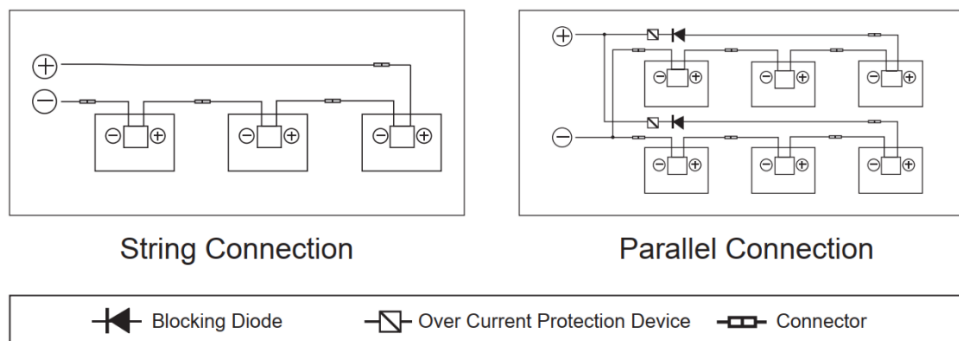 String Connection
Parallel Connection
Blocking Diode
Over Current Protection Device
Connector